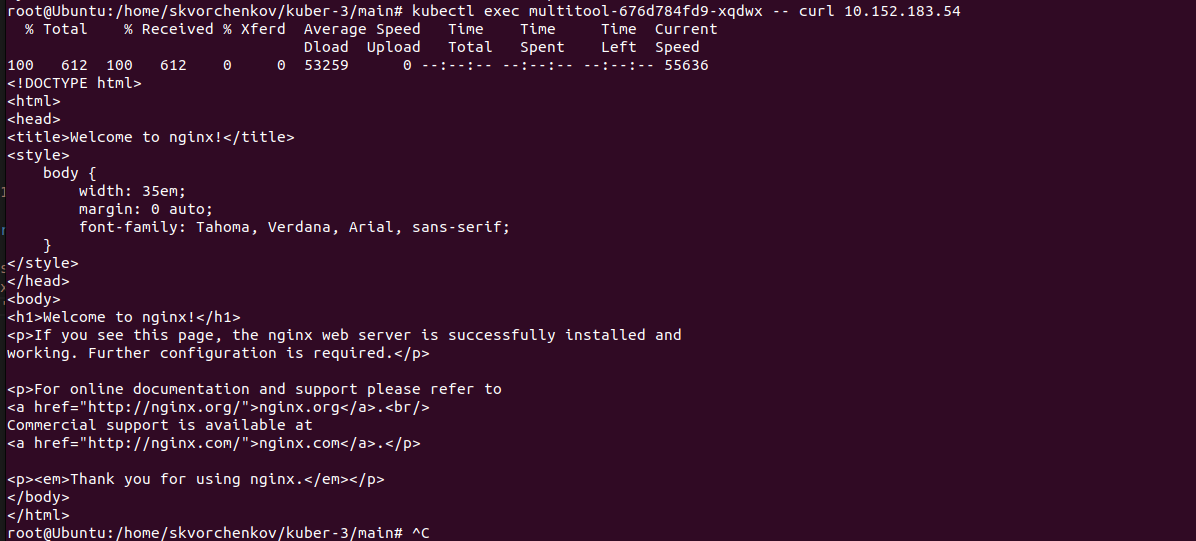 root@Ubuntu:/home/skvorchenkov/kuber-3/main# kubectl exec multitool-676d784fd9-xqdwx -- curl 10.152.183.54
  % Total    % Received % Xferd  Average Speed   Time    Time     Time  Current
                                 Dload  Upload   Total   Spent    Left  Speed
100   612  100   612    0     0  53259      0 --:--:-- --:--:-- --:--:-- 55636
<!DOCTYPE html>
<html>
<head>
<title>Welcome to nginx!</title>
<style>
    body {
        width: 35em;
        margin: 0 auto;
        font-family: Tahoma, Verdana, Arial, sans-serif;
    }
</style>
</head>
<body>
<h1>Welcome to nginx!</h1>
<p>If you see this page, the nginx web server is successfully installed and
working. Further configuration is required.</p>

<p>For online documentation and support please refer to
<a href="http://nginx.org/">nginx.org</a>.<br/>
Commercial support is available at
<a href="http://nginx.com/">nginx.com</a>.</p>

<p><em>Thank you for using nginx.</em></p>
</body>
</html>
root@Ubuntu:/home/skvorchenkov/kuber-3/main# ^C